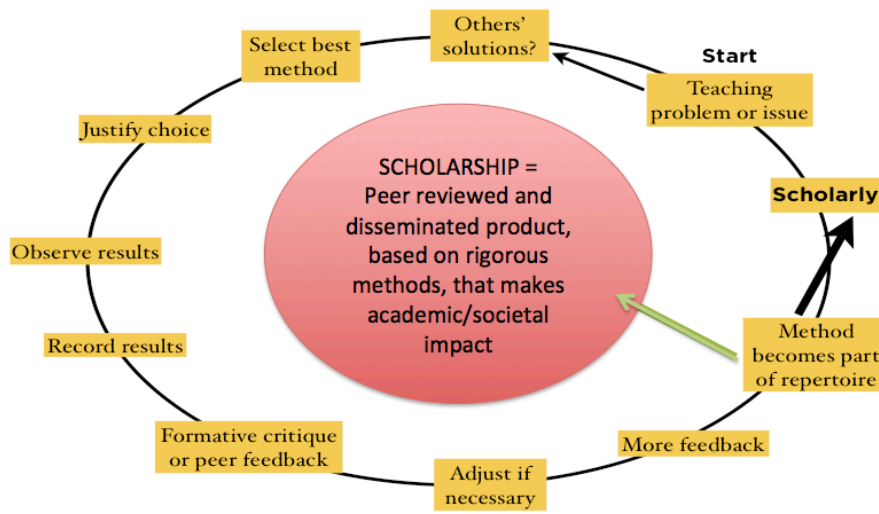 Start
Teaching
problem or issue
Others’
solutions?
Select best
method
Justify choice
Observe results
Record results
Formative critique
or peer feedback
Adjust if
necessary
More feedback
Method
becomes part
of repertoire
Scholarly
SCHOLARSHIP =
Peer reviewed and
disseminated product,
based on rigorous
methods, that makes
academic/societal
impact